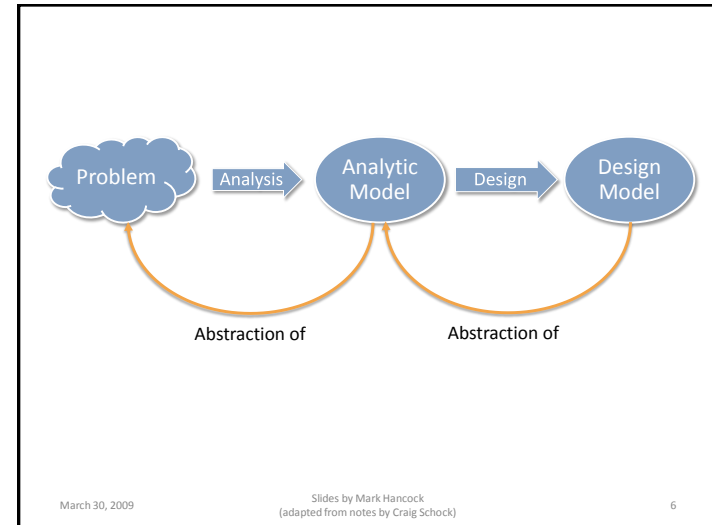 Problem
Analysis
Analytic
Model
Design
Design
Model
Abstraction of
Abstraction of
March 30, 2009
Slides by Mark Hancock
(adapted from notes by Craig Schock)
6